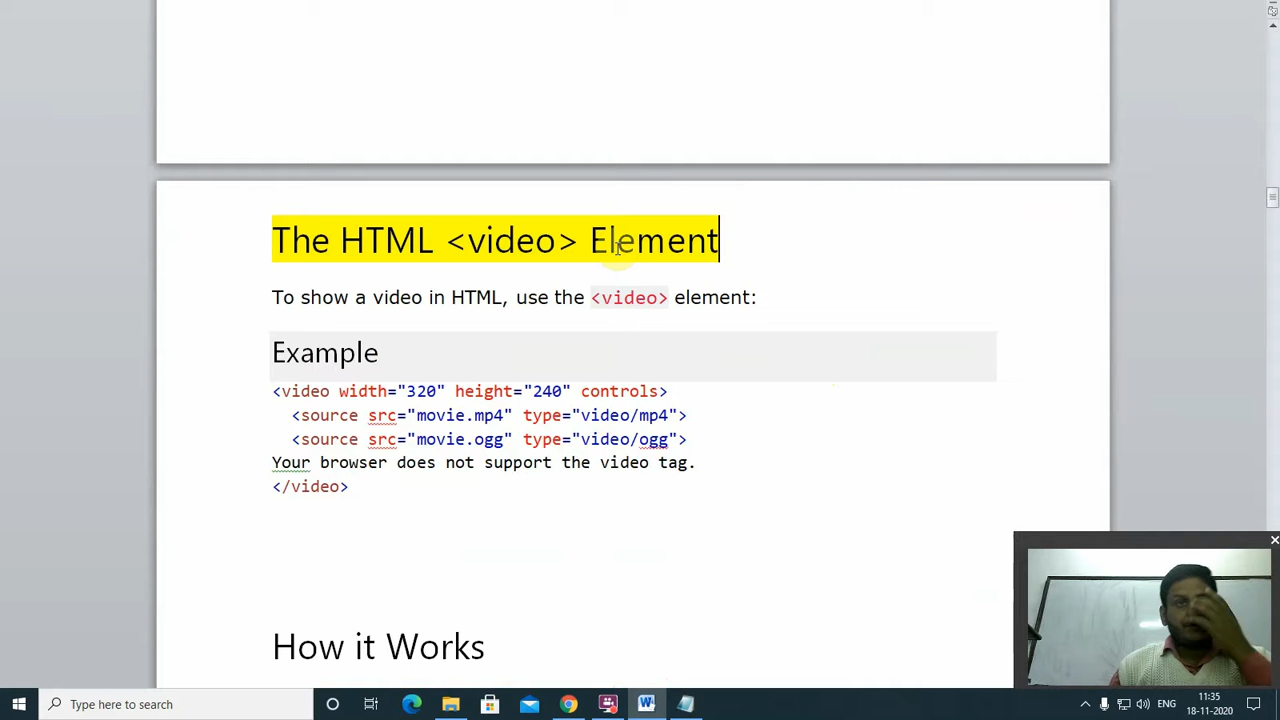 The HTML <video> Element
To show a video in HTML, use the <video> element:
Example
<video width="320" height="240" controls>
<source src="movie.mp4" type="video/mp4">
<source src="movie.ogg" type="video/ogg">
Your browser does not support the video tag.
</video>
How it Works
Type here to search
ENG
11:35
18-11-2020